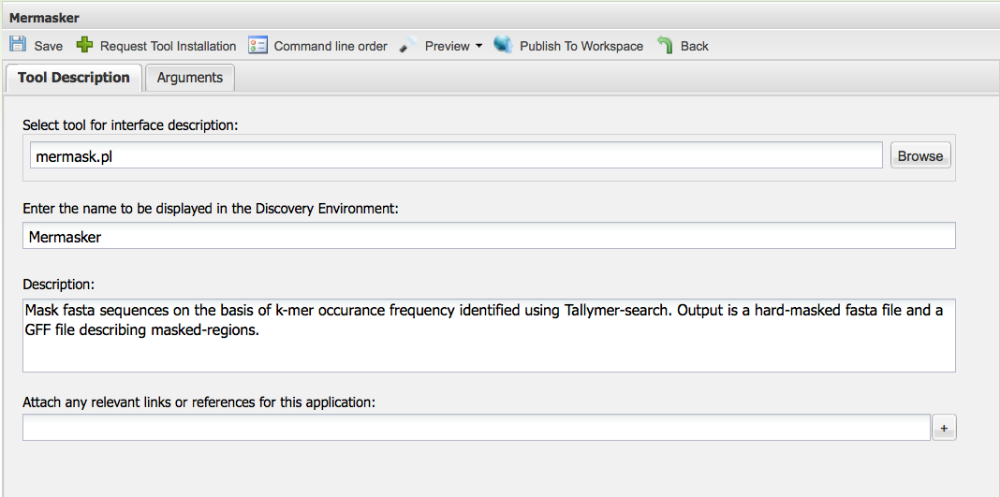 Mermasker
Save Request Tool Installation Command line order Preview Publish To Workspace Back
Tool Description Arguments
Select tool for interface description:
mermask.pl Browse
Enter the name to be displayed in the Discovery Environment:
Mermasker
Description:
Mask fasta sequences on the basis of k-mer occurance frequency identified using Tallymer-search. Output is a hard-masked fasta file and a
GFF file describing masked-regions.
Attach any relevant links or references for this application:
+